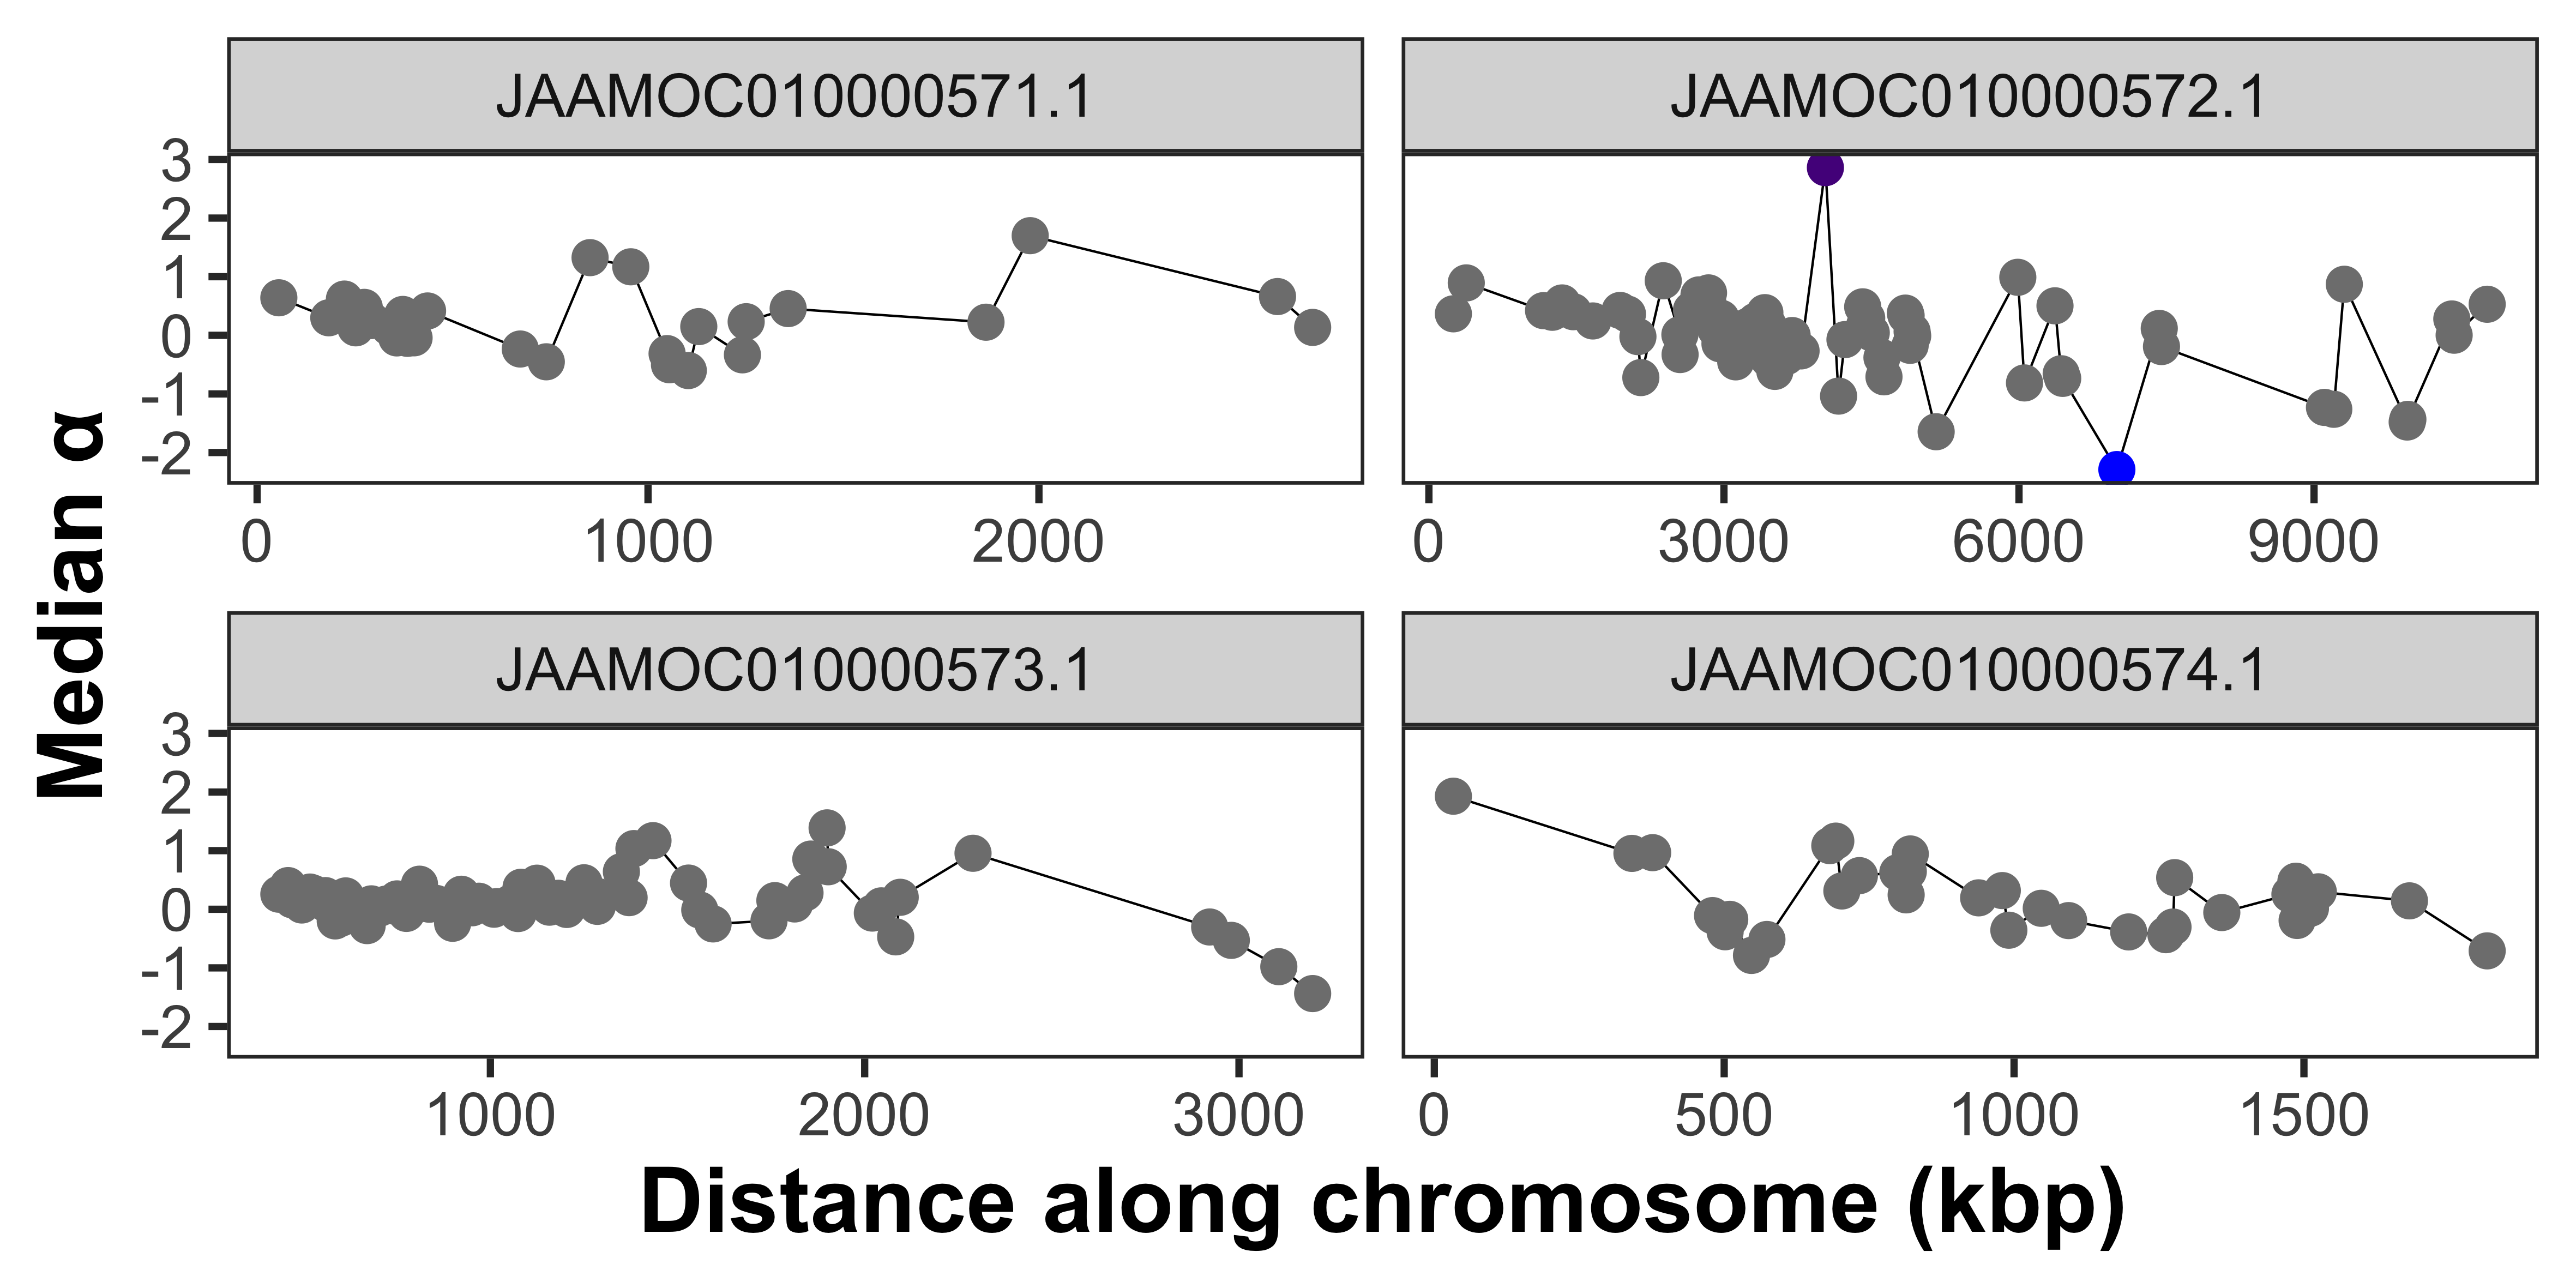 JAAMOC010000571.1
JAAMOC010000572.1
3
2
1
0
-1
-2
0 1000 2000
0 3000 6000 9000
JAAMOC010000573.1
JAAMOC010000574.1
3
2
1
0
-1
-2
1000 2000 3000
0 500 1000 1500
Median α
Distance along chromosome (kbp)